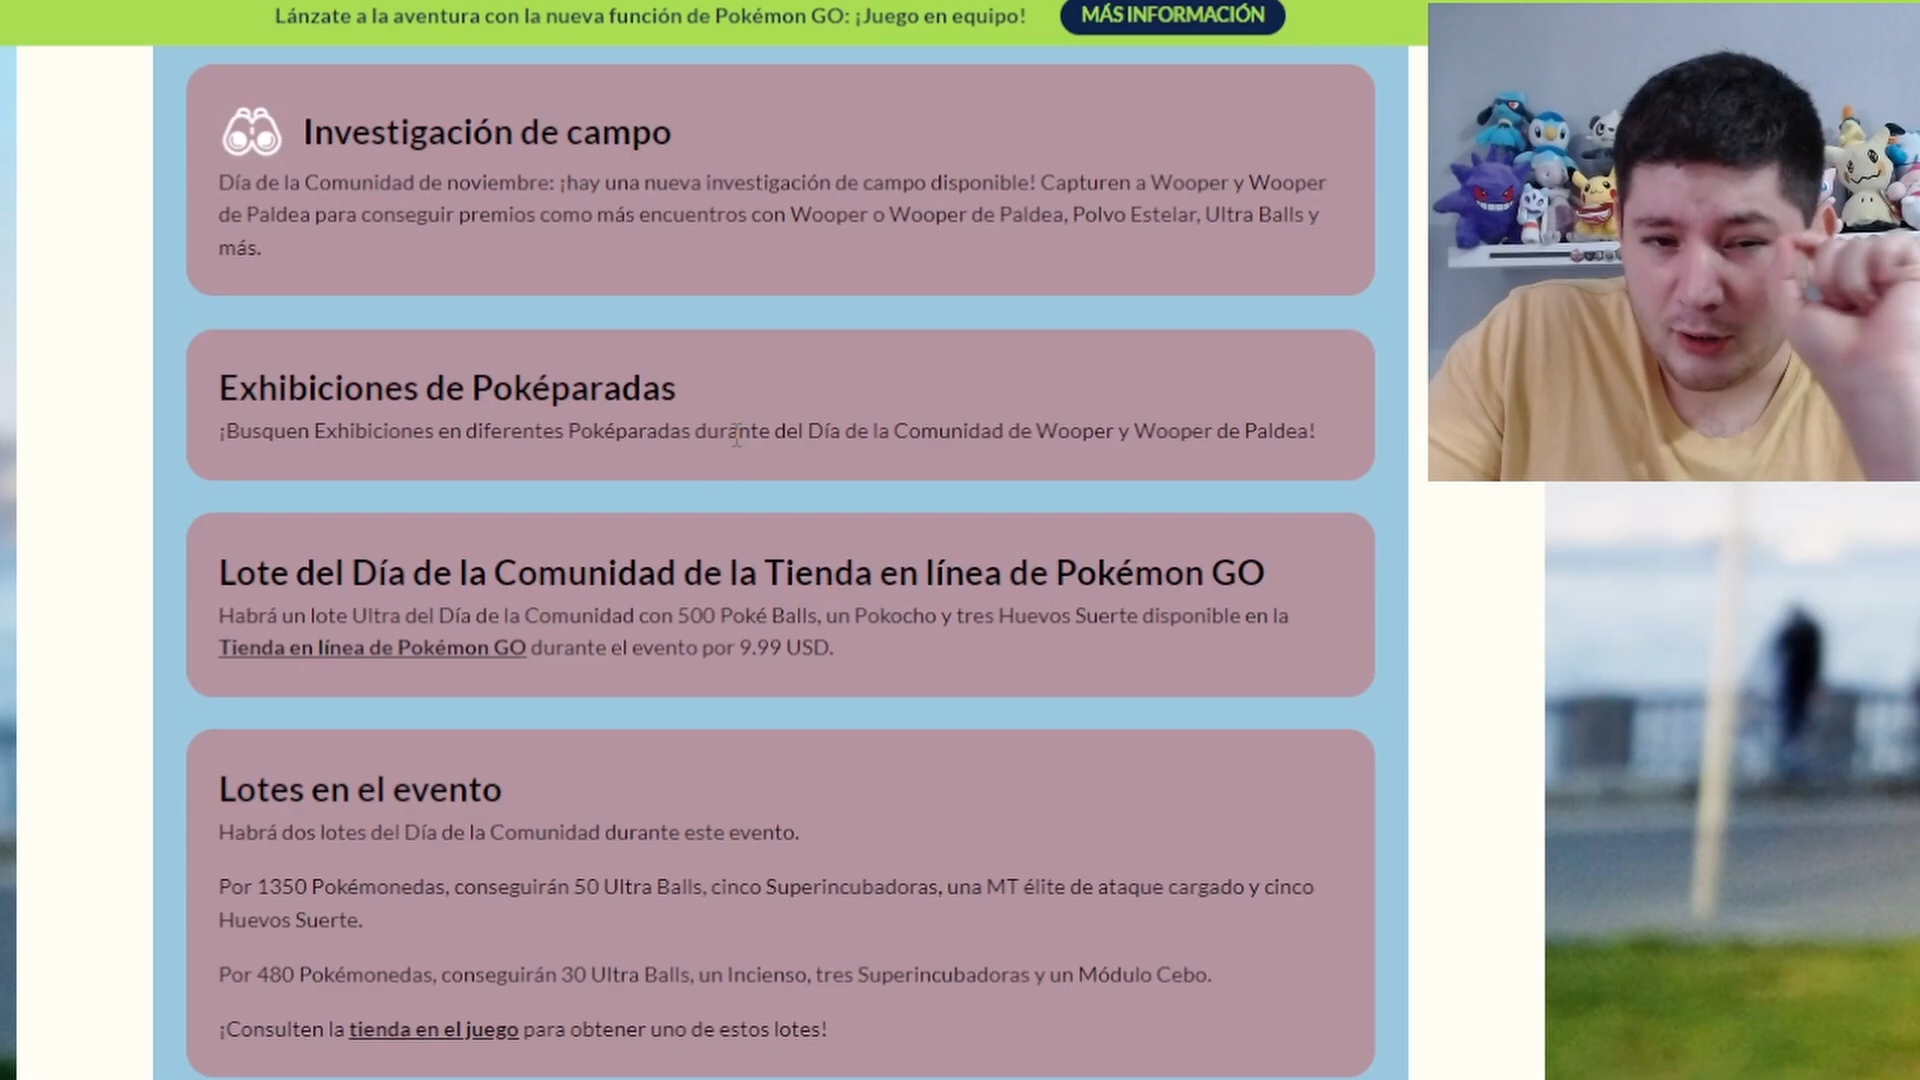 Lánzate a la aventura con la nueva función de Pokémon GO: ¡Juego en equipo!
MÁS INFORMACIÓN
Investigación de campo
Día de la Comunidad de noviembre: ¡hay una nueva investigación de campo disponible! Capturen a Wooper y Wooper
de Paldea para conseguir premios como más encuentros con Wooper o Wooper de Paldea, Polvo Estelar, Ultra Balls y
más.
Exhibiciones de Poképaradas
¡Busquen Exhibiciones en diferentes Poképaradas durante del Día de la Comunidad de Wooper y Wooper de Paldea!
Lote del Día de la Comunidad de la Tienda en línea de Pokémon GO
Habrá un lote Ultra del Día de la Comunidad con 500 Poké Balls, un Pokocho y tres Huevos Suerte disponible en la
Tienda en línea de Pokémon GO durante el evento por 9.99 USD.
Lotes en el evento
Habrá dos lotes del Día de la Comunidad durante este evento.
Por 1350 Pokémonedas, conseguirán 50 Ultra Balls, cinco Superincubadoras, una MT élite de ataque cargado y cinco
Huevos Suerte.
Por 480 Pokémonedas, conseguirán 30 Ultra Balls, un Incienso, tres Superincubadoras y un Módulo Cebo.
¡Consulten la tienda en el juego para obtener uno de estos lotes!